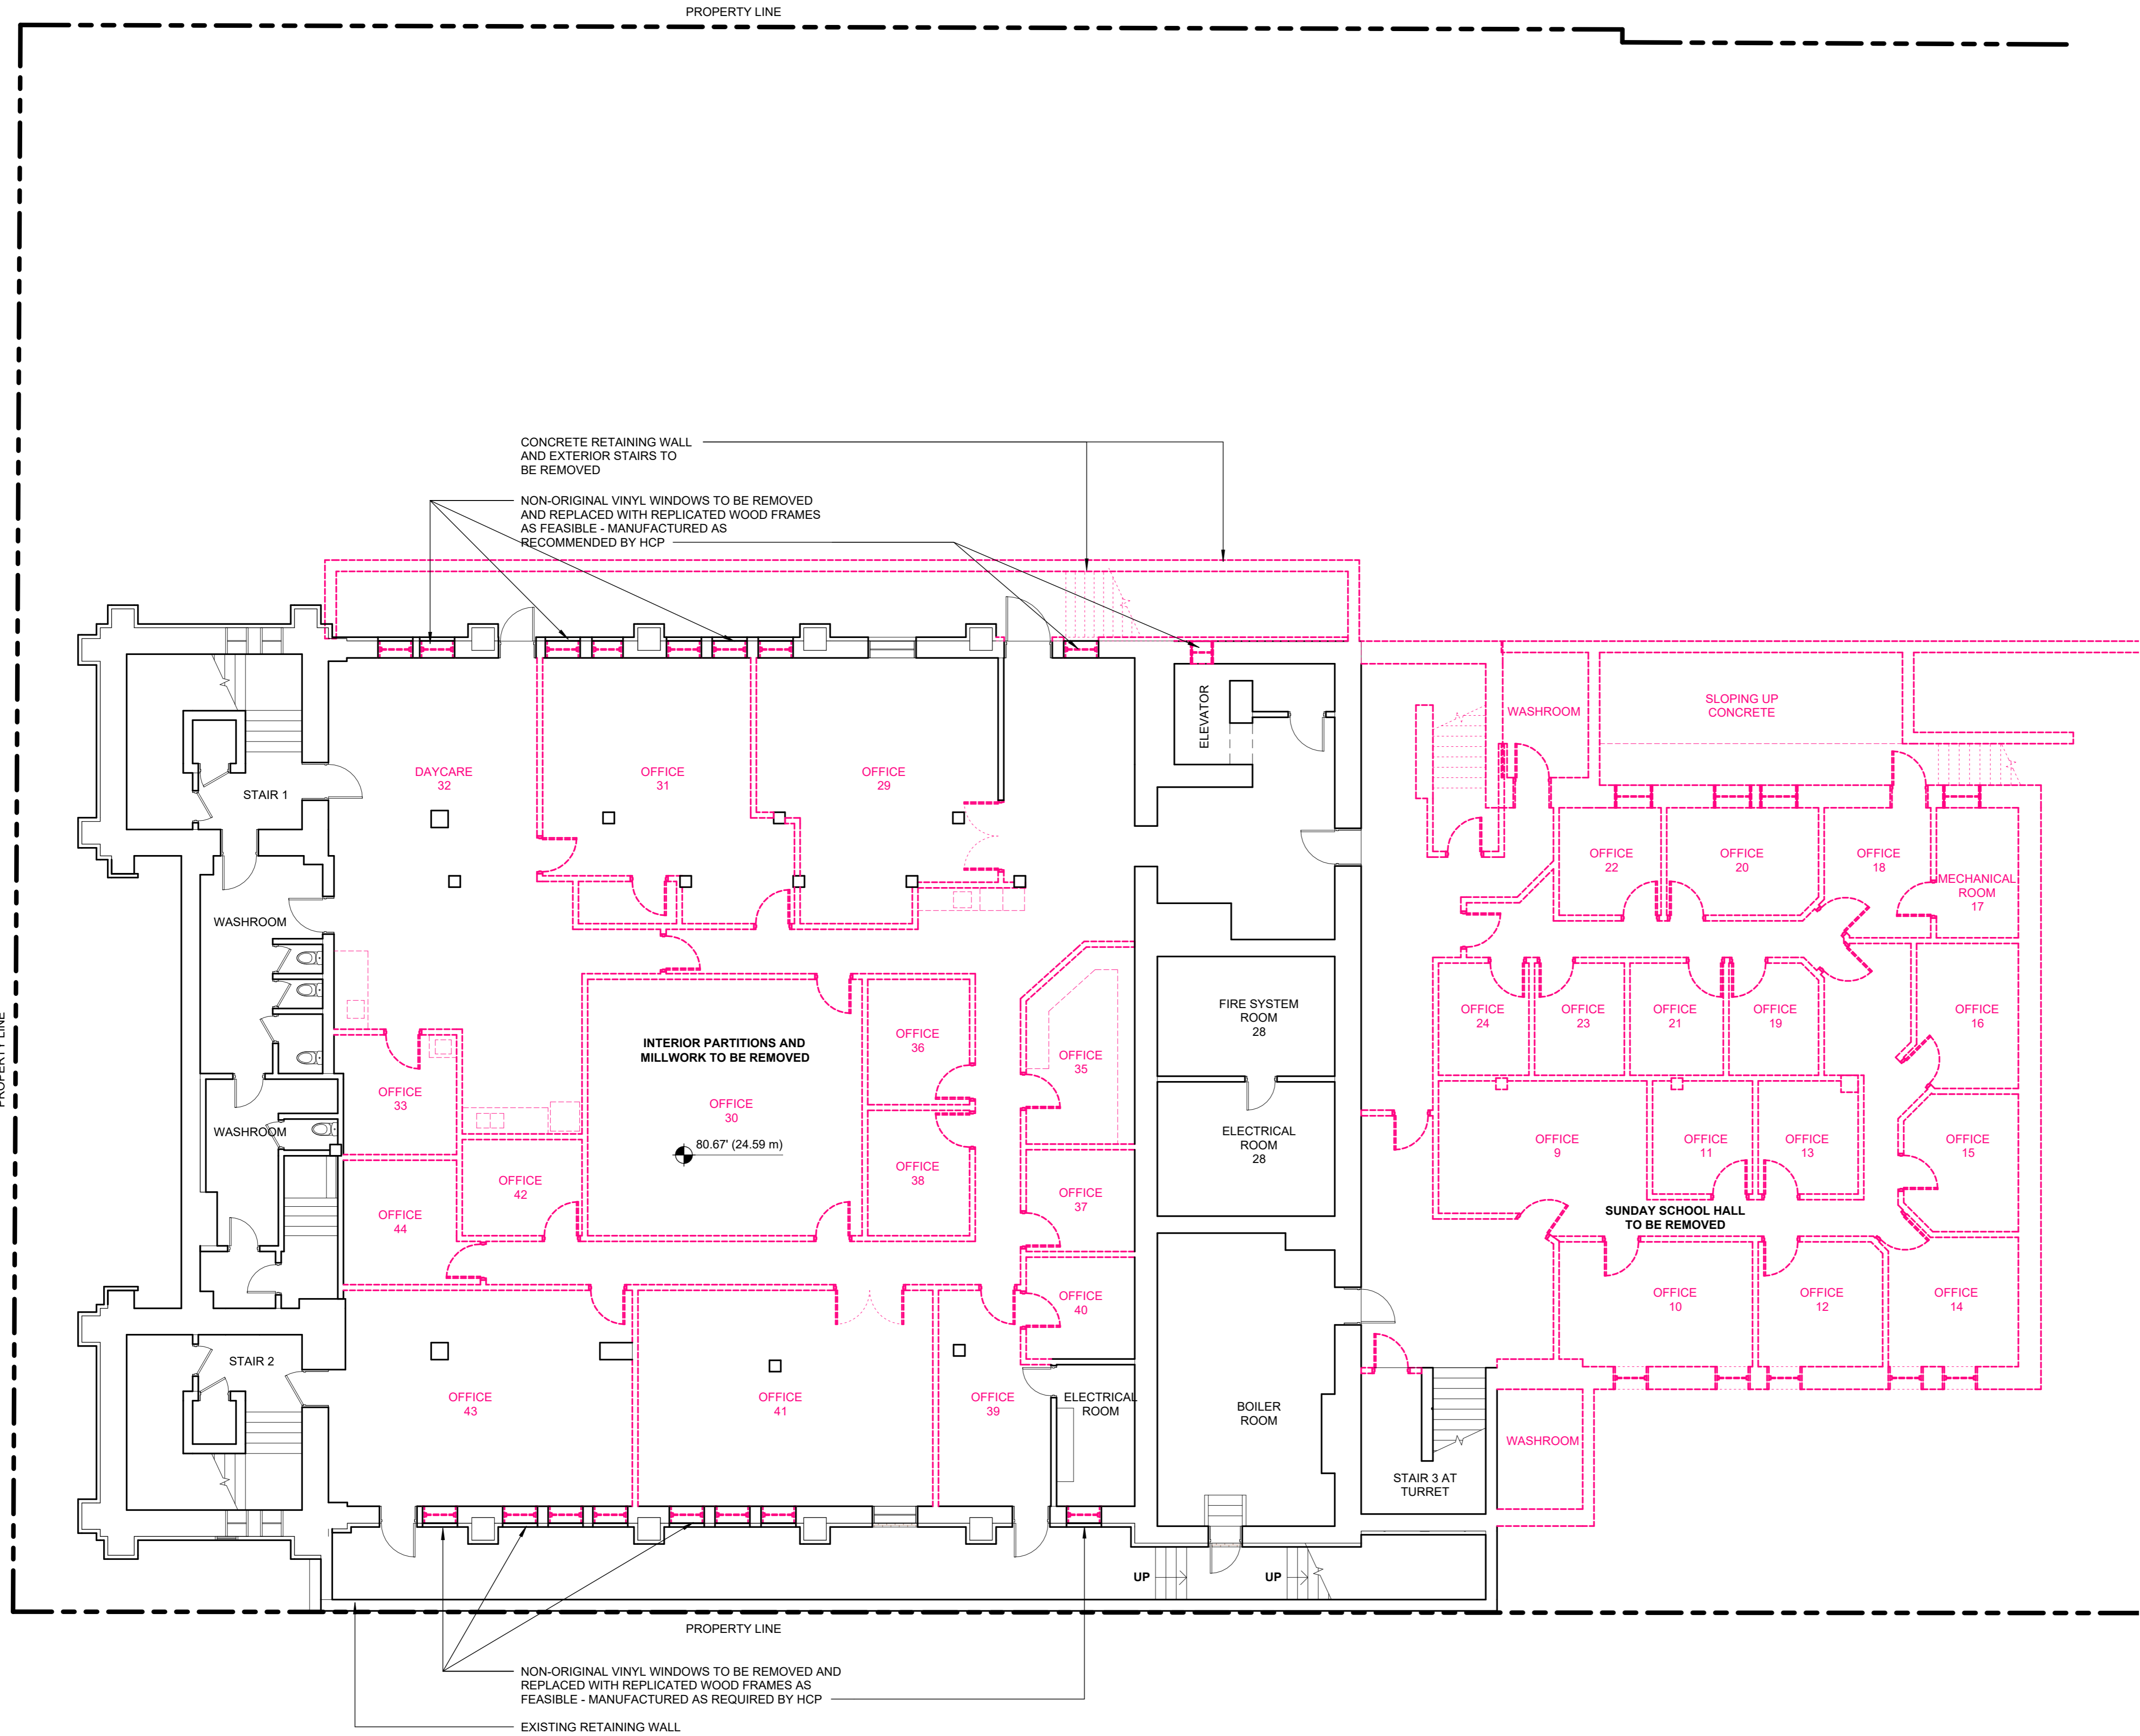 PROPERTY LINE
CONCRETE RETAINING WALL
AND EXTERIOR STAIRS TO
BE REMOVED
NON-ORIGINAL VINYL WINDOWS TO BE REMOVED
AND REPLACED WITH REPLICATED WOOD FRAMES
AS FEASIBLE - MANUFACTURED AS
RECOMMENDED BY HCP
ELEVATOR
WASHROOM
SLOPING UP
CONCRETE
STAIR 1
DAYCARE
32
OFFICE
31
OFFICE
29
OFFICE
22
OFFICE
20
OFFICE
18
MECHANICAL
ROOM
17
WASHROOM
FIRE SYSTEM
ROOM
28
OFFICE
24
OFFICE
23
OFFICE
21
OFFICE
19
OFFICE
16
PROPERTY LINE
INTERIOR PARTITIONS AND
MILLWORK TO BE REMOVED
OFFICE
36
OFFICE
35
OFFICE
33
OFFICE
30
80.67' (24.59 m)
WASHROOM
ELECTRICAL
ROOM
28
OFFICE
9
OFFICE
11
OFFICE
13
OFFICE
15
OFFICE
42
OFFICE
38
OFFICE
37
OFFICE
44
SUNDAY SCHOOL HALL
TO BE REMOVED
OFFICE
40
OFFICE
10
OFFICE
12
OFFICE
14
STAIR 2
OFFICE
43
OFFICE
41
OFFICE
39
ELECTRICAL
ROOM
BOILER
ROOM
WASHROOM
STAIR 3 AT
TURRET
UP
UP
PROPERTY LINE
NON-ORIGINAL VINYL WINDOWS TO BE REMOVED AND
REPLACED WITH REPLICATED WOOD FRAMES AS
FEASIBLE - MANUFACTURED AS REQUIRED BY HCP
EXISTING RETAINING WALL